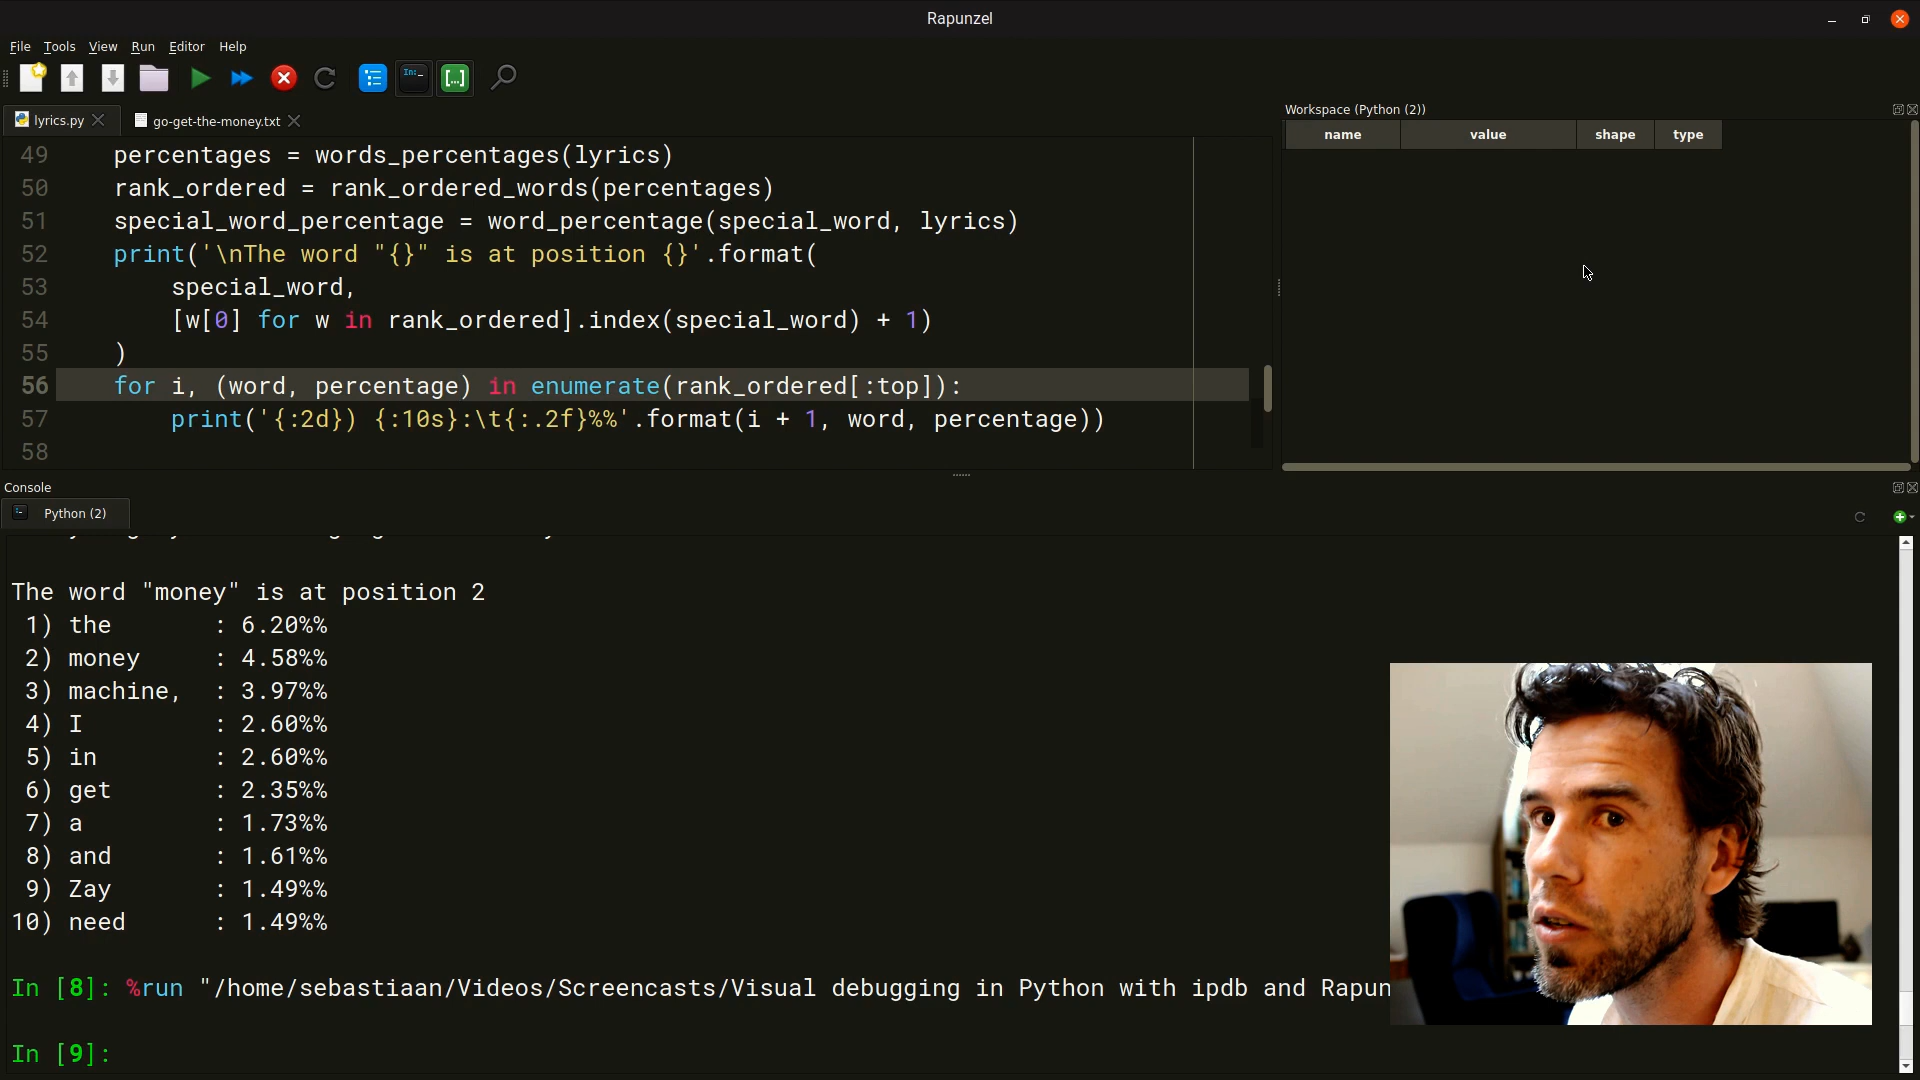 Rapunzel
File Tools View Run Editor Help
In:_
[...]
lyrics.py
go-get-the-money.txt
Workspace (Python (2))
name value shape type
49 percentages = words_percentages(lyrics)
50 rank_ordered = rank_ordered_words(percentages)
51 special_word_percentage = word_percentage(special_word, lyrics)
52 print('\nThe word "{}" is at position {}'.format(
53 special_word,
54 [w[0] for w in rank_ordered].index(special_word) + 1)
55 )
56 for i, (word, percentage) in enumerate(rank_ordered[:top]):
57 print('{:2d}) {:10s}:\t{:.2f}%%'.format(i + 1, word, percentage))
58
Console
Python (2)
The word "money" is at position 2
1) the : 6.20%%
2) money : 4.58%%
3) machine, : 3.97%%
4) I : 2.60%%
5) in : 2.60%%
6) get : 2.35%%
7) a : 1.73%%
8) and : 1.61%%
9) Zay : 1.49%%
10) need : 1.49%%
In [8]: %run "/home/sebastiaan/Videos/Screencasts/Visual debugging in Python with ipdb and Rapun
In [9]: